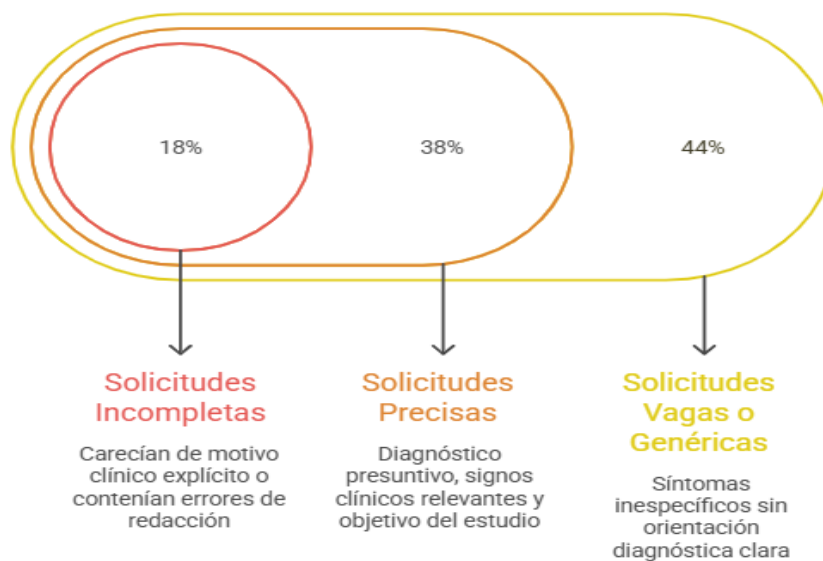 18%
38%
44%
Solicitudes
Incompletas
Carecían de motivo
clínico explícito o
contenían errores de
redacción
Solicitudes
Precisas
Diagnóstico
presuntivo, signos
clínicos relevantes y
objetivo del estudio
Solicitudes
Vagas o
Genéricas
Síntomas
inespecíficos sin
orientación
diagnóstica clara